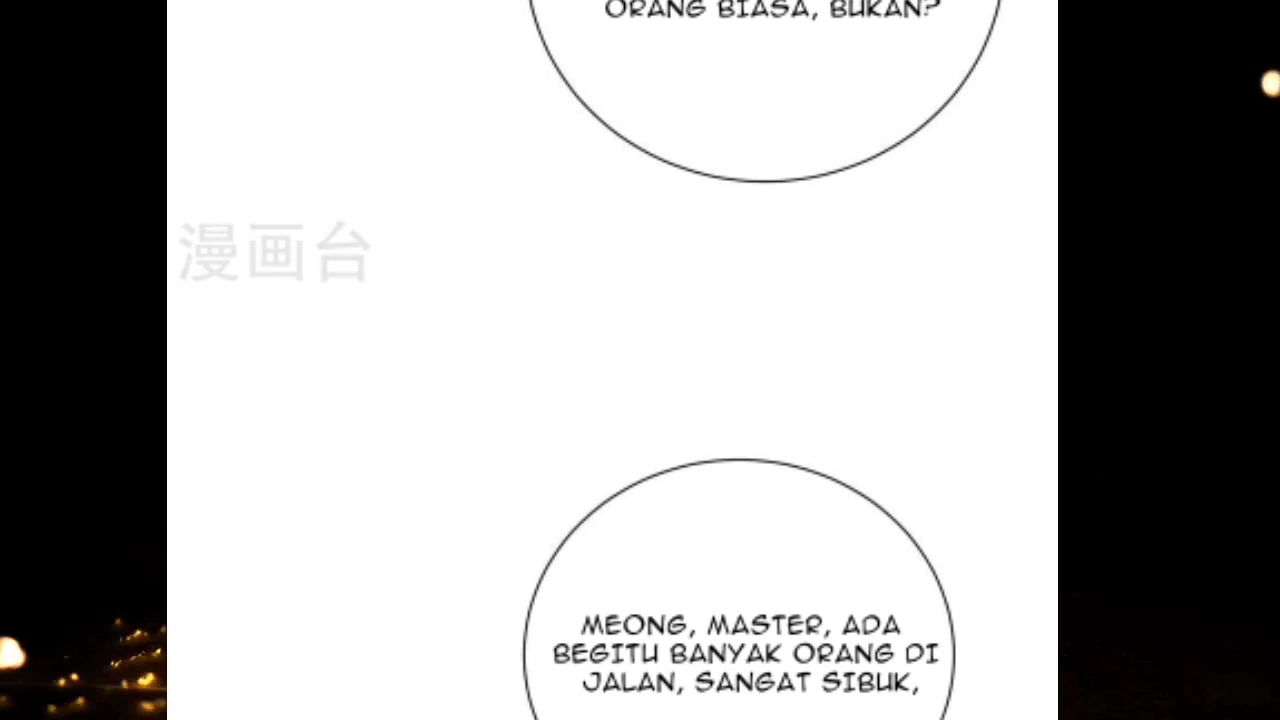 ORANG BIASA, BUKAN?
漫画台
MEONG, MASTER, ADA
BEGITU BANYAK ORANG DI
JALAN, SANGAT SIBUK,